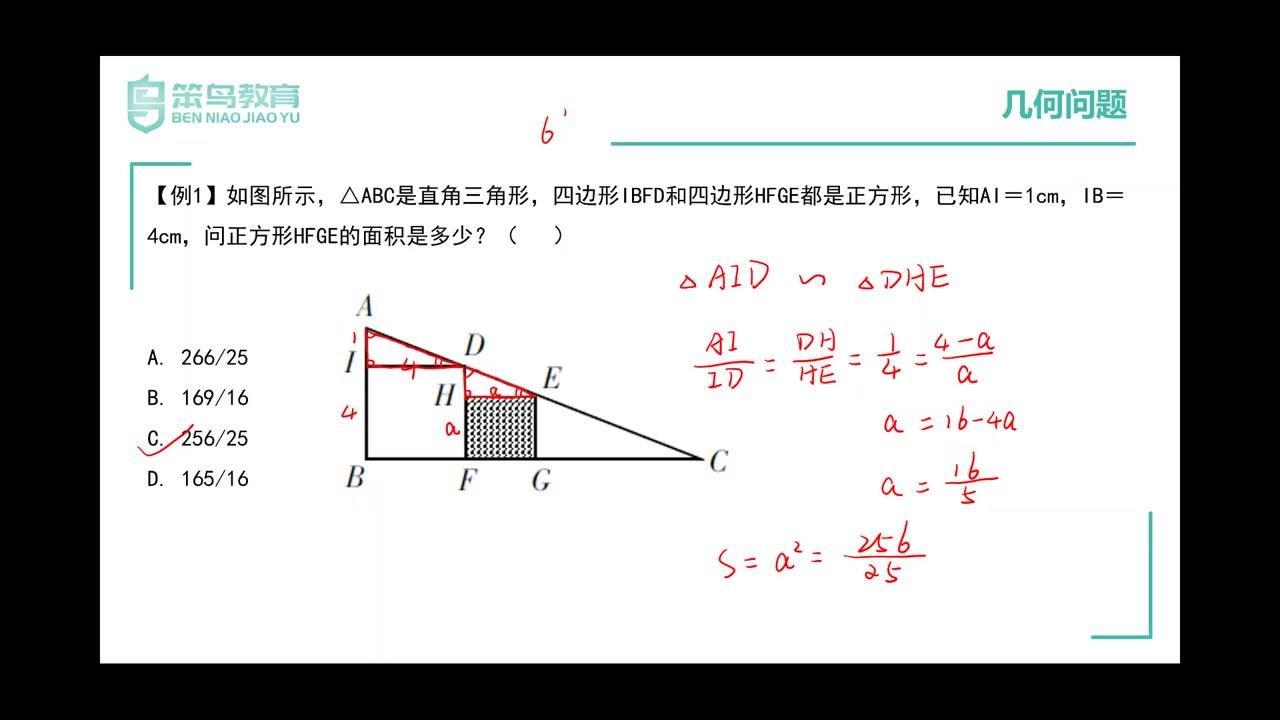 笨鸟教育
BEN NIAO JIAO YU
几何问题
6'
【例1】如图所示，△ABC是直角三角形，四边形IBFD和四边形HFGE都是正方形，已知AI＝1cm，IB＝
4cm，问正方形HFGE的面积是多少？（ ）
△AID ∽ △DHE
A
1
D
I
4
E
H
a
4
a
B
F
G
C
A. 266/25
B. 169/16
C. 256/25
D. 165/16
AI/ID = DH/HE = 1/4 = 4-a/a
a = 16-4a
a = 16/5
S = a² = 256/25